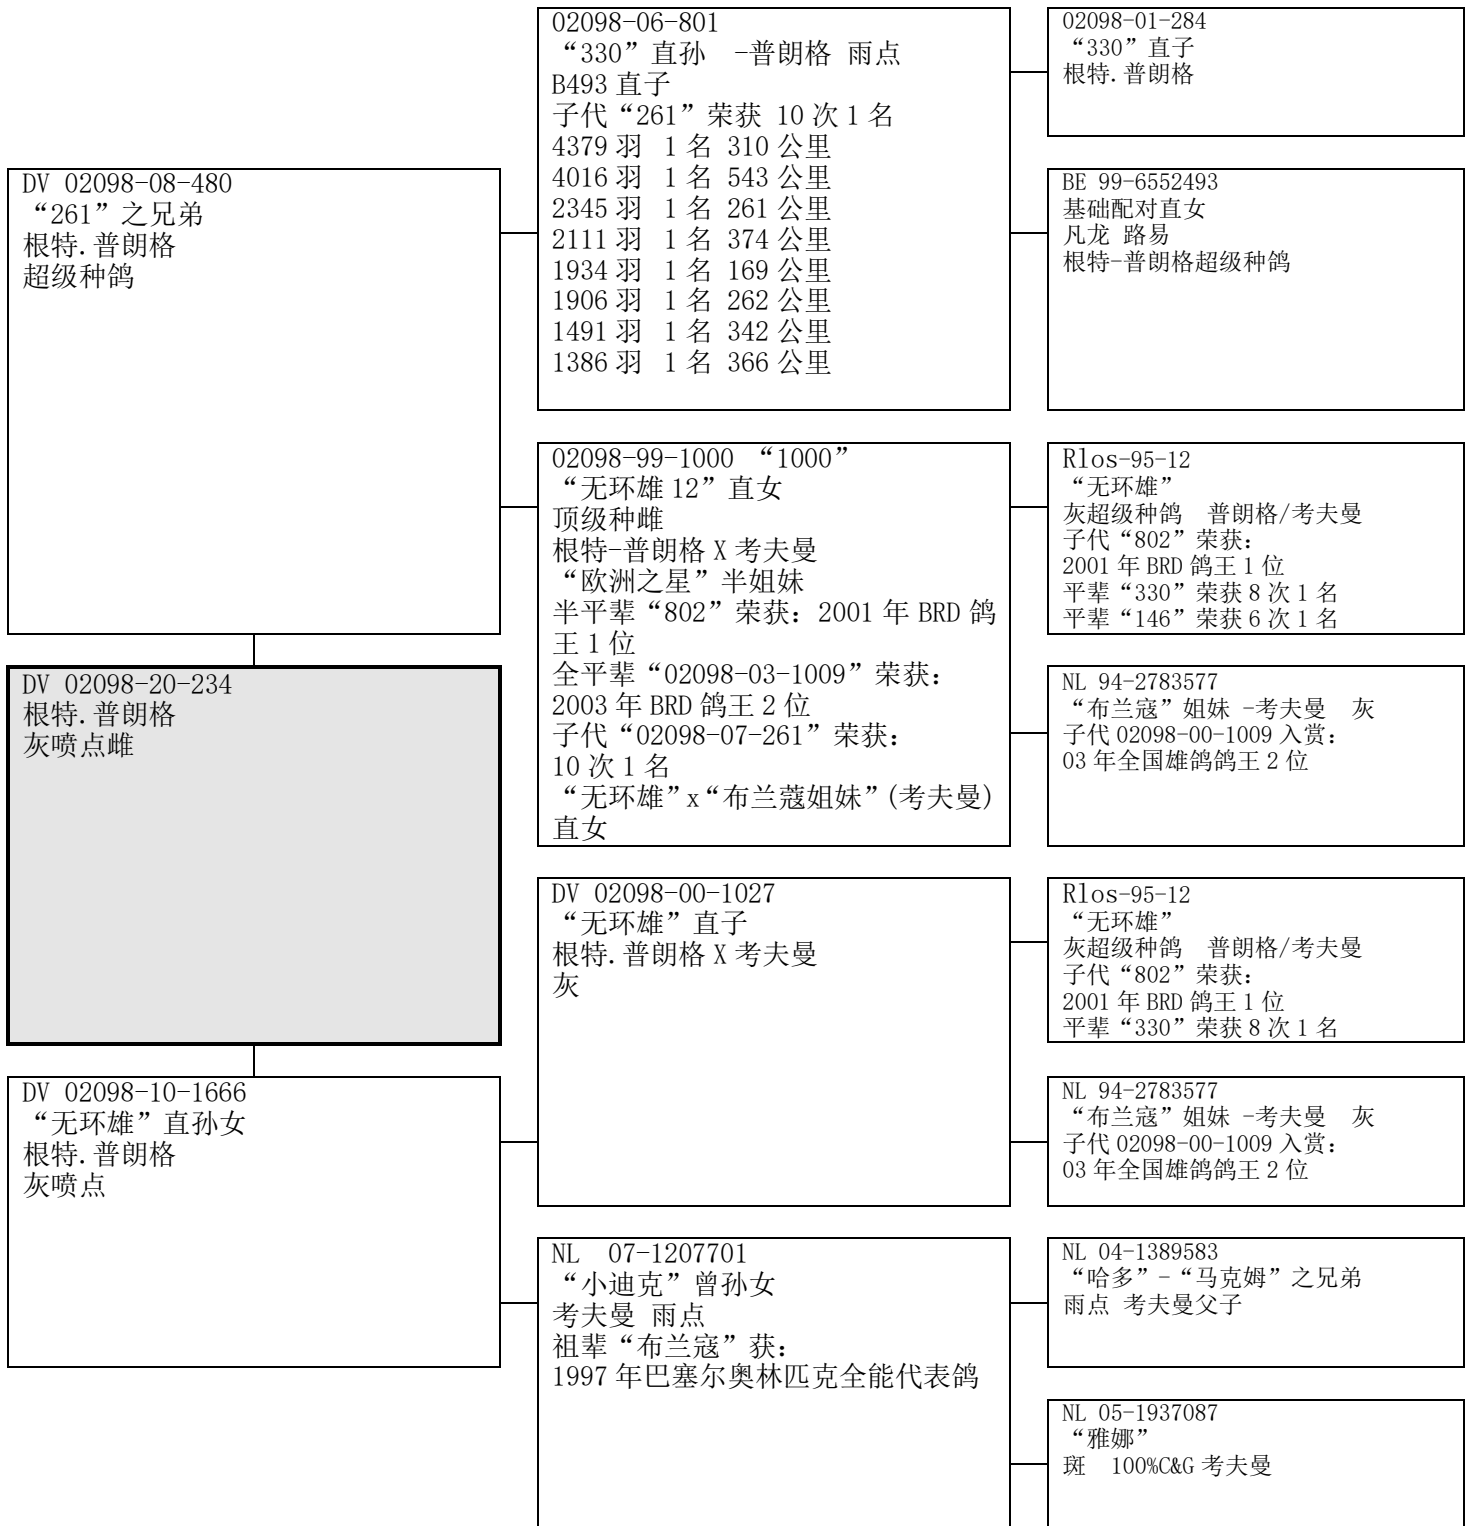 DV 02098-08-480
“261”之兄弟
根特.普朗格
超级种鸽
DV 02098-20-234
根特.普朗格
灰喷点雌
DV 02098-10-1666
“无环雄”直孙女
根特.普朗格
灰喷点
02098-06-801
“330”直孙 -普朗格 雨点
B493 直子
子代“261”荣获 10 次 1 名
4379 羽 1 名 310 公里
4016 羽 1 名 543 公里
2345 羽 1 名 261 公里
2111 羽 1 名 374 公里
1934 羽 1 名 169 公里
1906 羽 1 名 262 公里
1491 羽 1 名 342 公里
1386 羽 1 名 366 公里
02098-99-1000 “1000”
“无环雄 12”直女
顶级种雌
根特-普朗格 X 考夫曼
“欧洲之星”半姐妹
半平辈“802”荣获：2001 年 BRD 鸽
王 1 位
全平辈“02098-03-1009”荣获：
2003 年 BRD 鸽王 2 位
子代“02098-07-261”荣获：
10 次 1 名
“无环雄”x“布兰蔻姐妹”(考夫曼)
直女
DV 02098-00-1027
“无环雄”直子
根特.普朗格 X 考夫曼
灰
NL 07-1207701
“小迪克”曾孙女
考夫曼 雨点
祖辈“布兰寇”获：
1997 年巴塞尔奥林匹克全能代表鸽
02098-01-284
“330”直子
根特.普朗格
BE 99-6552493
基础配对直女
凡龙 路易
根特-普朗格超级种鸽
Rlos-95-12
“无环雄”
灰超级种鸽 普朗格/考夫曼
子代“802”荣获：
2001 年 BRD 鸽王 1 位
平辈“330”荣获 8 次 1 名
平辈“146”荣获 6 次 1 名
NL 94-2783577
“布兰寇”姐妹 -考夫曼 灰
子代 02098-00-1009 入赏：
03 年全国雄鸽鸽王 2 位
Rlos-95-12
“无环雄”
灰超级种鸽 普朗格/考夫曼
子代“802”荣获：
2001 年 BRD 鸽王 1 位
平辈“330”荣获 8 次 1 名
NL 94-2783577
“布兰寇”姐妹 -考夫曼 灰
子代 02098-00-1009 入赏：
03 年全国雄鸽鸽王 2 位
NL 04-1389583
“哈多”-“马克姆”之兄弟
雨点 考夫曼父子
NL 05-1937087
“雅娜”
斑 100%C&G 考夫曼